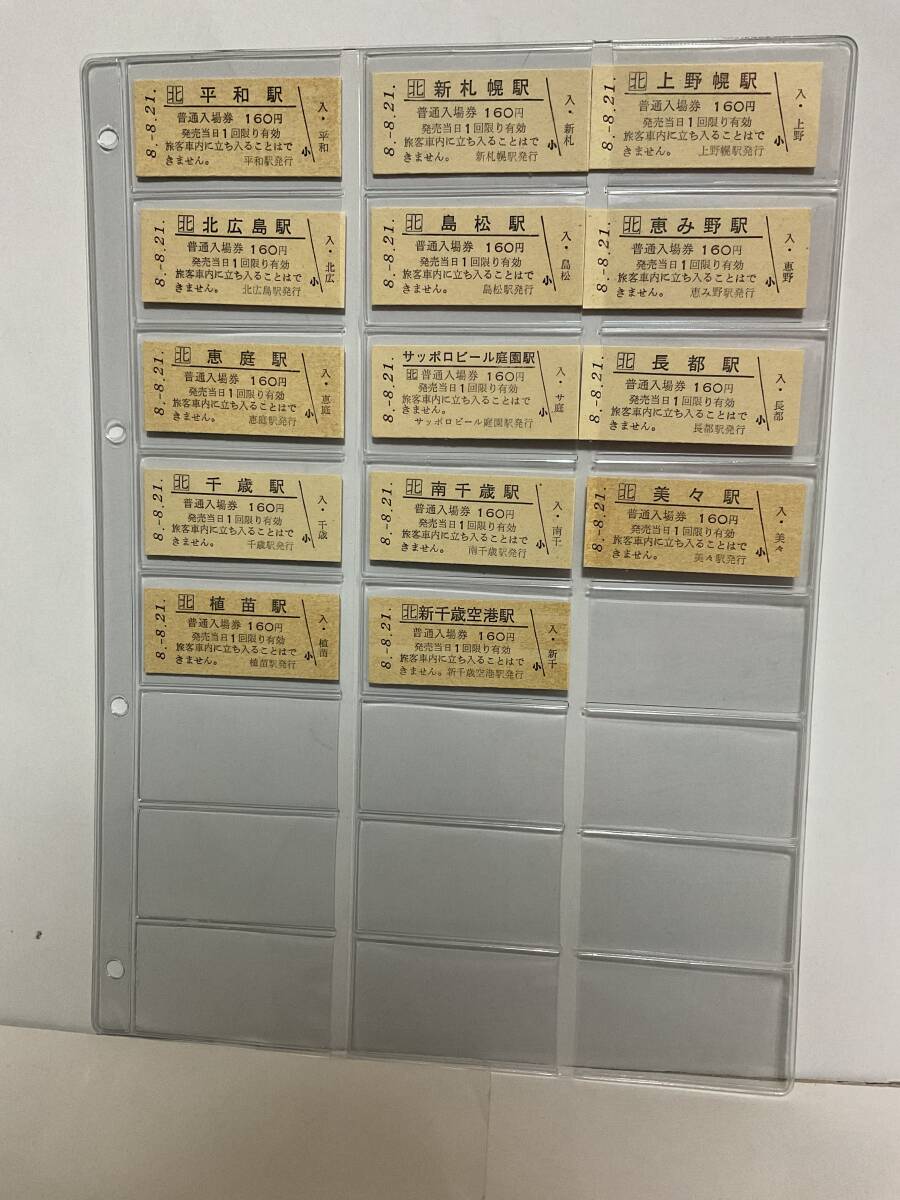 8.-8.21.
北 平和駅
普通入場券 160円
発売当日1回限り有効
旅客車内に立ち入ることはで
きません。 平和駅発行
入・平和
小
8.-8.21.
北 新札幌駅
普通入場券 160円
発売当日1回限り有効
旅客車内に立ち入ることはで
きません。 新札幌駅発行
入・新札
小
8.-8.21.
北 上野幌駅
普通入場券 160円
発売当日1回限り有効
旅客車内に立ち入ることはで
きません。 上野幌駅発行
入・上野
小
8.-8.21.
北 北広島駅
普通入場券 160円
発売当日1回限り有効
旅客車内に立ち入ることはで
きません。 北広島駅発行
入・北広
小
8.-8.21.
北 島松駅
普通入場券 160円
発売当日1回限り有効
旅客車内に立ち入ることはで
きません。 島松駅発行
入・島松
小
8.-8.21.
北 恵み野駅
普通入場券 160円
発売当日1回限り有効
旅客車内に立ち入ることはで
きません。 恵み野駅発行
入・恵野
小
8.-8.21.
北 恵庭駅
普通入場券 160円
発売当日1回限り有効
旅客車内に立ち入ることはで
きません。 恵庭駅発行
入・恵庭
小
8.-8.21.
サッポロビール庭園駅
北 普通入場券 160円
発売当日1回限り有効
旅客車内に立ち入ることはで
きません。
サッポロビール庭園駅発行
入・サ庭
小
8.-8.21.
北 長都駅
普通入場券 160円
発売当日1回限り有効
旅客車内に立ち入ることはで
きません。 長都駅発行
入・長都
小
8.-8.21.
北 千歳駅
普通入場券 160円
発売当日1回限り有効
旅客車内に立ち入ることはで
きません。 千歳駅発行
入・千歳
小
8.-8.21.
北 南千歳駅
普通入場券 160円
発売当日1回限り有効
旅客車内に立ち入ることはで
きません。 南千歳駅発行
入・南千
小
8.-8.21.
北 美々駅
普通入場券 160円
発売当日1回限り有効
旅客車内に立ち入ることはで
きません。 美々駅発行
入・美々
小
8.-8.21.
北 植苗駅
普通入場券 160円
発売当日1回限り有効
旅客車内に立ち入ることはで
きません。 植苗駅発行
入・植苗
小
8.-8.21.
北 新千歳空港駅
普通入場券 160円
発売当日1回限り有効
旅客車内に立ち入ることはで
きません。新千歳空港駅発行
入・新千
小